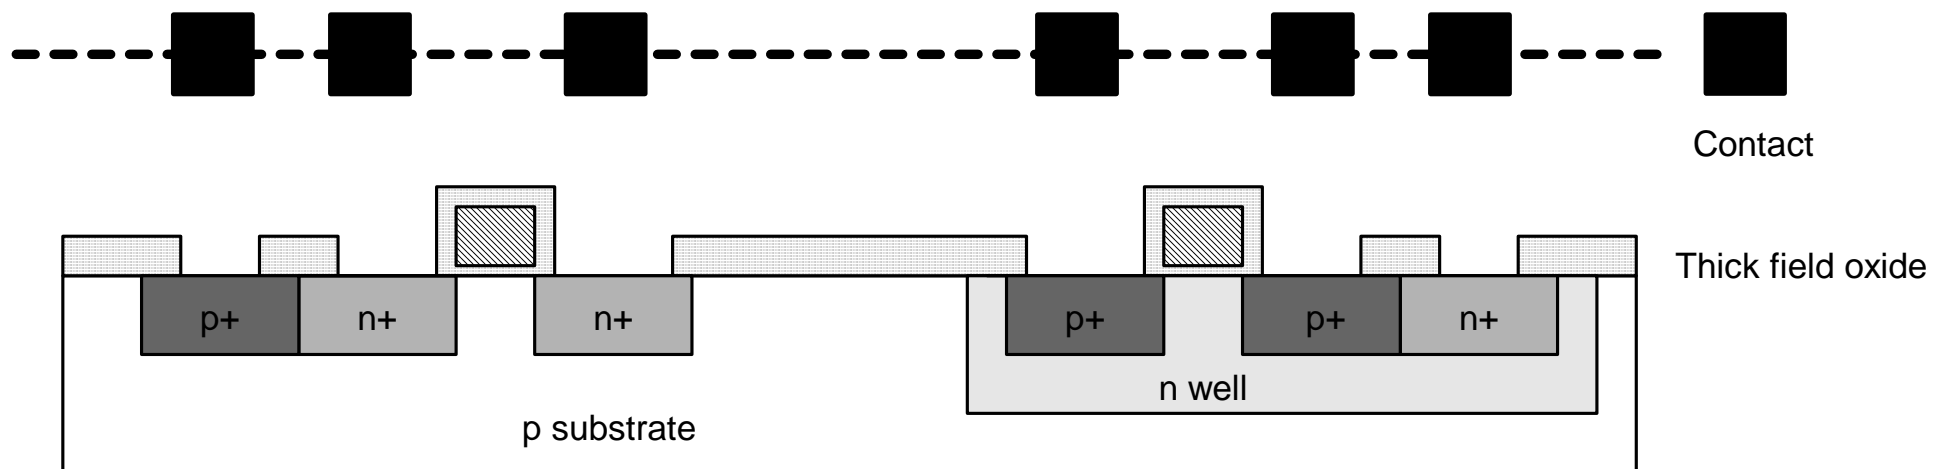 Contact
Thick field oxide
p+
n+
n+
p+
p+
n+
n well
p substrate